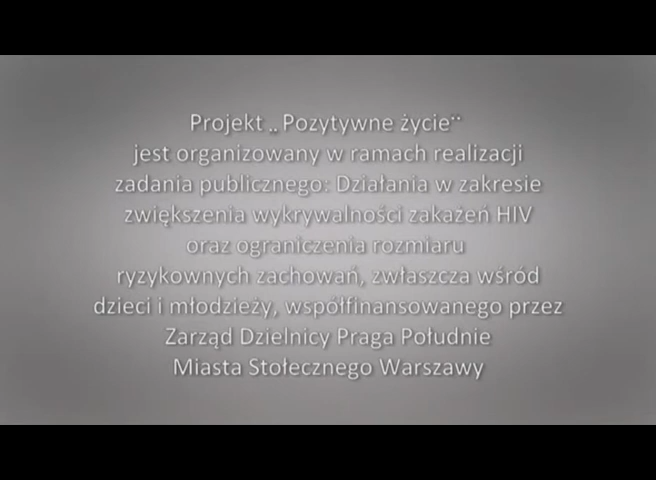 Projekt „ Pozytywne życie¨
jest organizowany w ramach realizacji
zadania publicznego: Działania w zakresie
zwiększenia wykrywalności zakażeń HIV
oraz ograniczenia rozmiaru
ryzykownych zachowań, zwłaszcza wśród
dzieci i młodzieży, współfinansowanego przez
Zarząd Dzielnicy Praga Południe
Miasta Stołecznego Warszawy